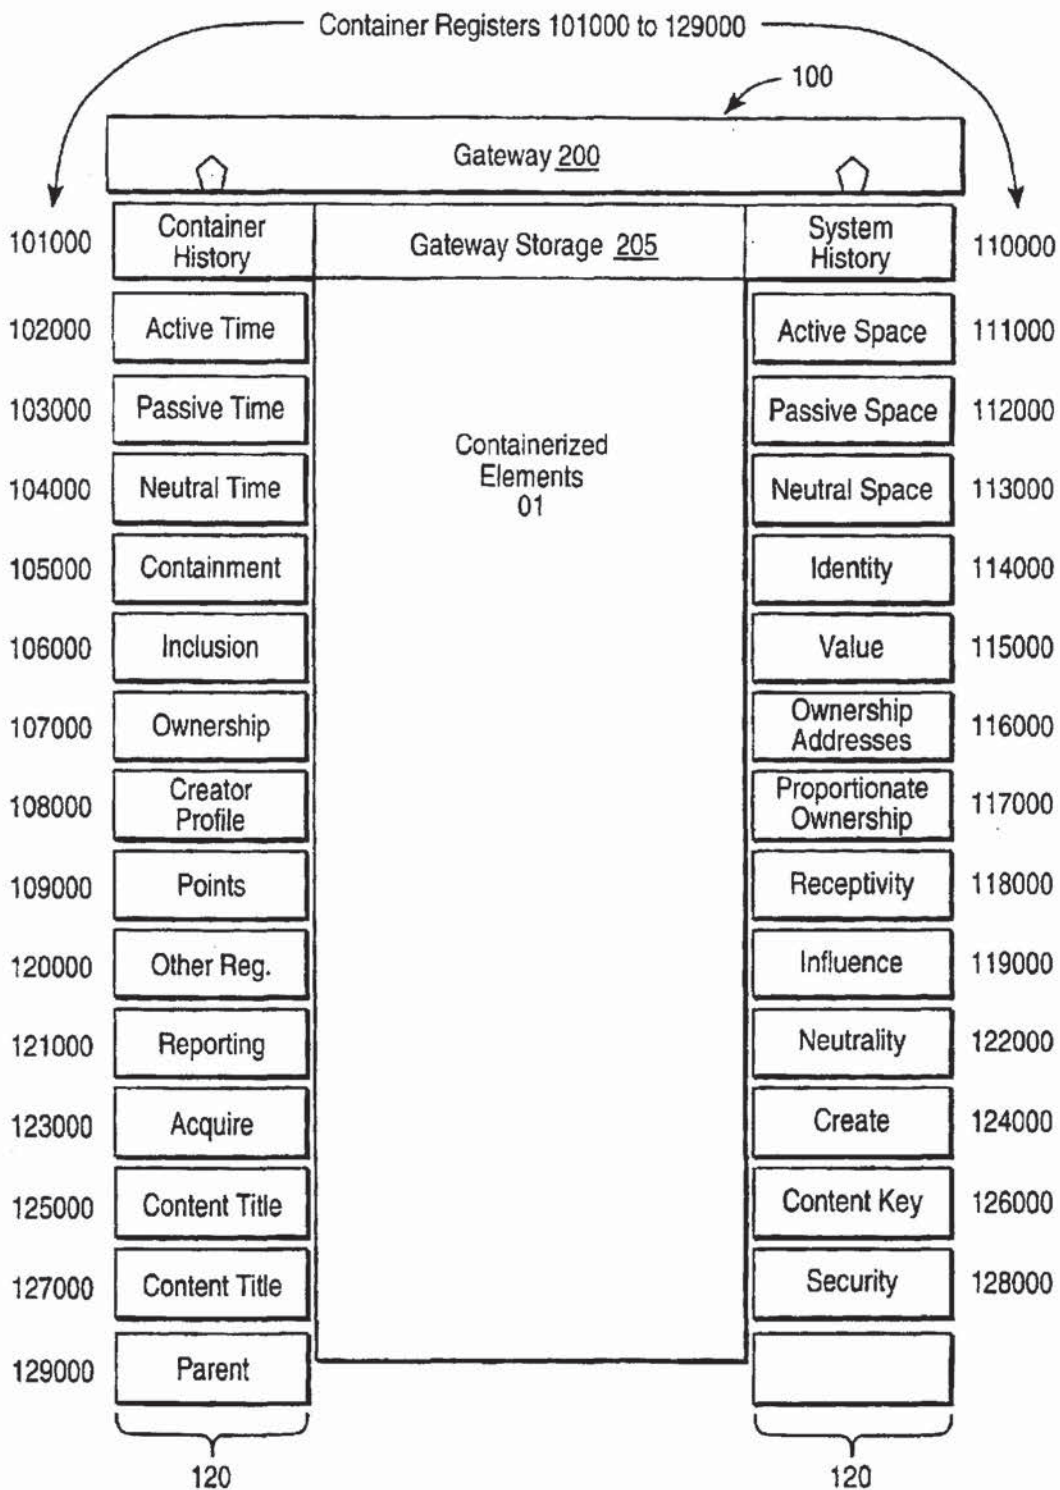 Container Registers 101000 to 129000
100
Gateway 200
101000 Container History Gateway Storage 205 System History 110000
102000 Active Time Active Space 111000
103000 Passive Time Passive Space 112000
Containerized Elements 01
104000 Neutral Time Neutral Space 113000
105000 Containment Identity 114000
106000 Inclusion Value 115000
107000 Ownership Ownership Addresses 116000
108000 Creator Profile Proportionate Ownership 117000
109000 Points Receptivity 118000
120000 Other Reg. Influence 119000
121000 Reporting Neutrality 122000
123000 Acquire Create 124000
125000 Content Title Content Key 126000
127000 Content Title Security 128000
129000 Parent
120 120